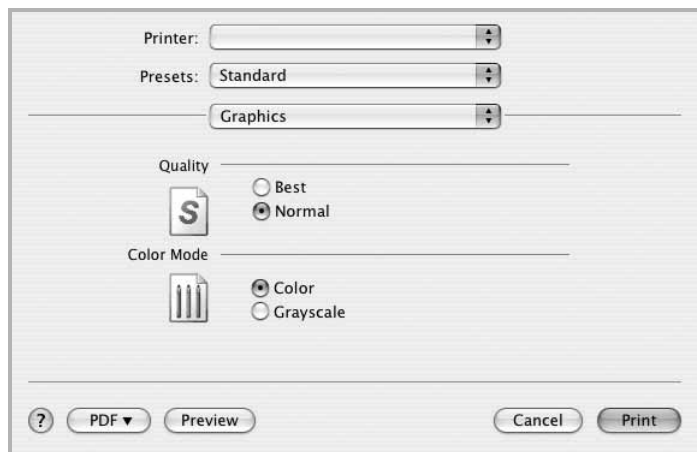 Printer:
Presets: Standard
Graphics
Quality
Best
S
Normal
Color Mode
Color
Grayscale
? PDF Preview Cancel Print